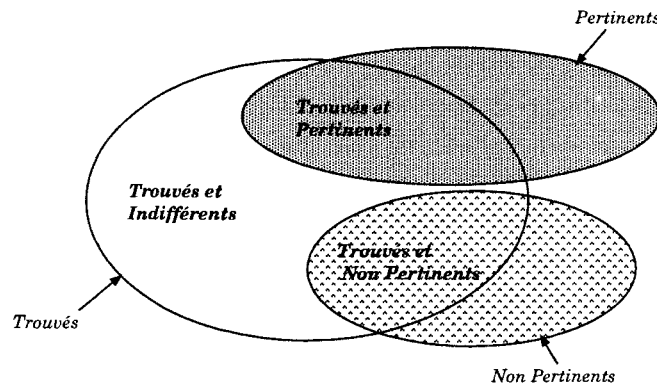 Pertinents
Trouvés et
Pertinents
Trouvés et
Indifférents
Trouvés et
Non Pertinents
Trouvés
Non Pertinents